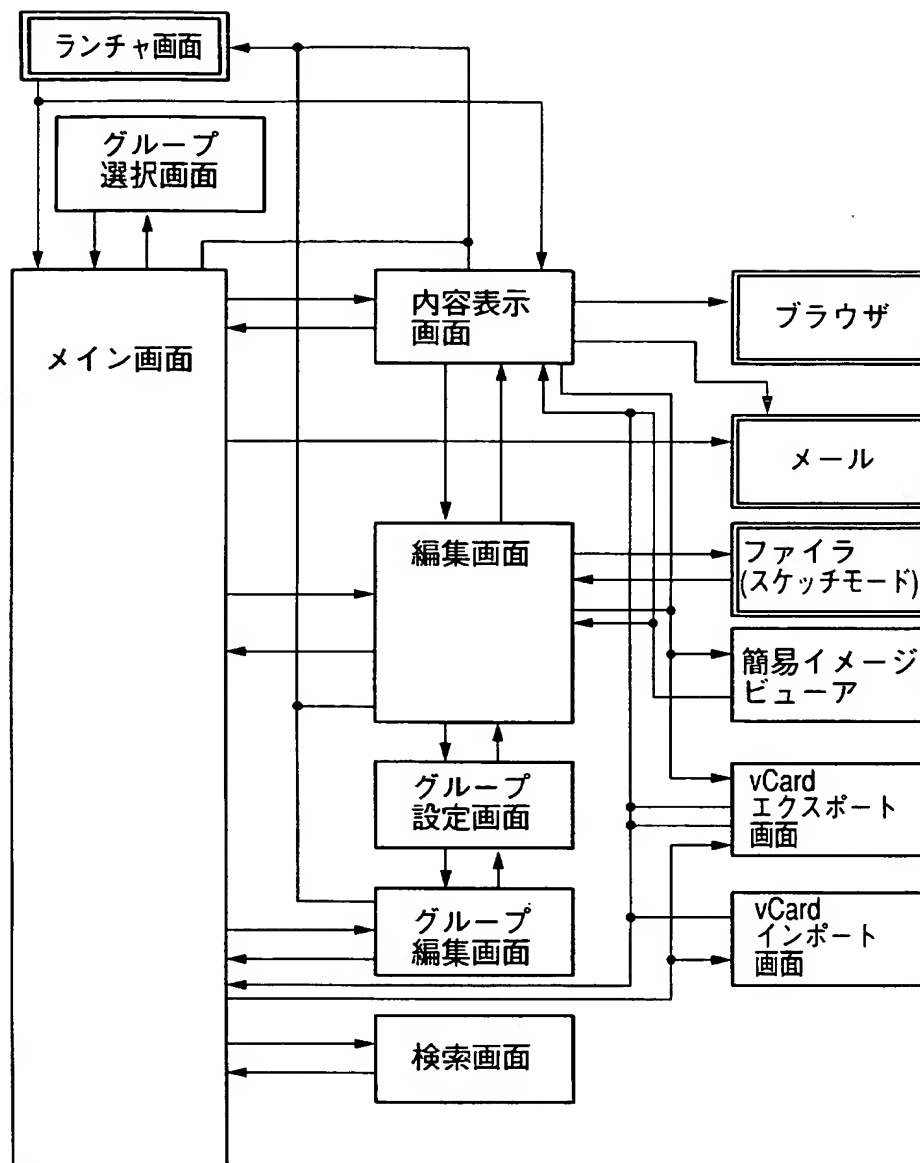 ランチャ画面
グループ
選択画面
メイン画面
内容表示
画面
ブラウザ
メール
編集画面
ファイラ
(スケッチモード)
簡易イメージ
ビューア
グループ
設定画面
vCard
エクスポート
画面
グループ
編集画面
vCard
インポート
画面
検索画面